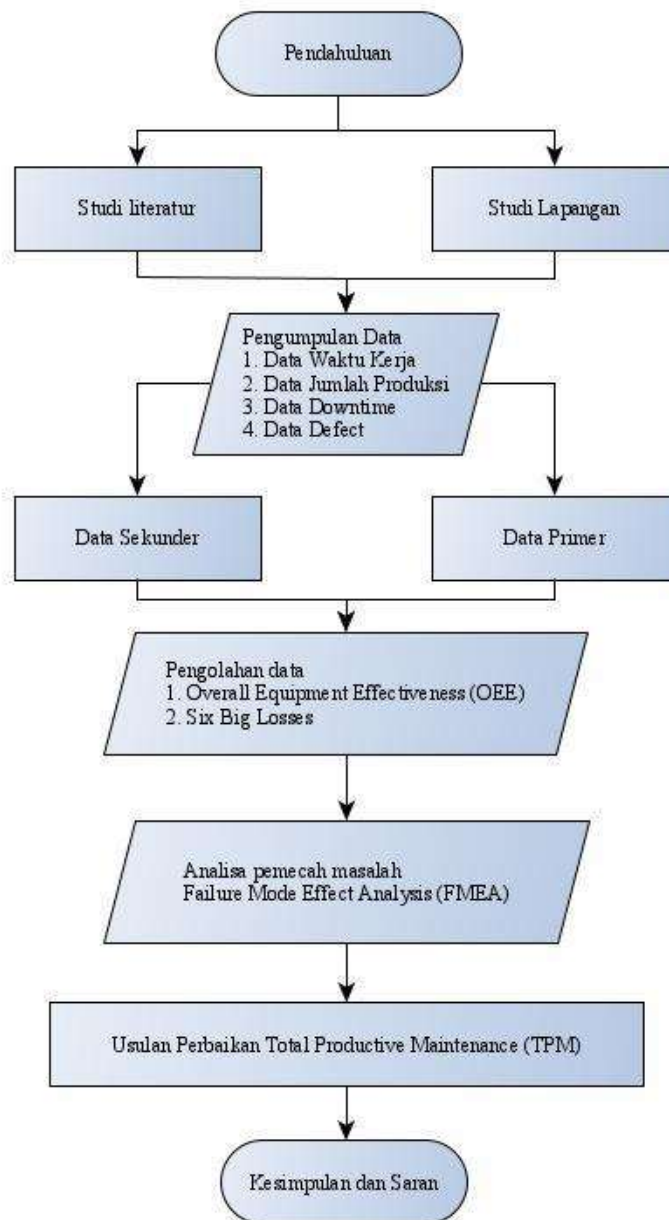 Pendahuluan
Studi literatur
Studi Lapangan
Pengumpulan Data
1. Data Waktu Kerja
2. Data Jumlah Produksi
3. Data Downtime
4. Data Defect
Data Sekunder
Data Primer
Pengolahan data
1. Overall Equipment Effectiveness (OEE)
2. Six Big Losses
Analisa pemecah masalah
Failure Mode Effect Analysis (FMEA)
Usulan Perbaikan Total Productive Maintenance (TPM)
Kesimpulan dan Saran